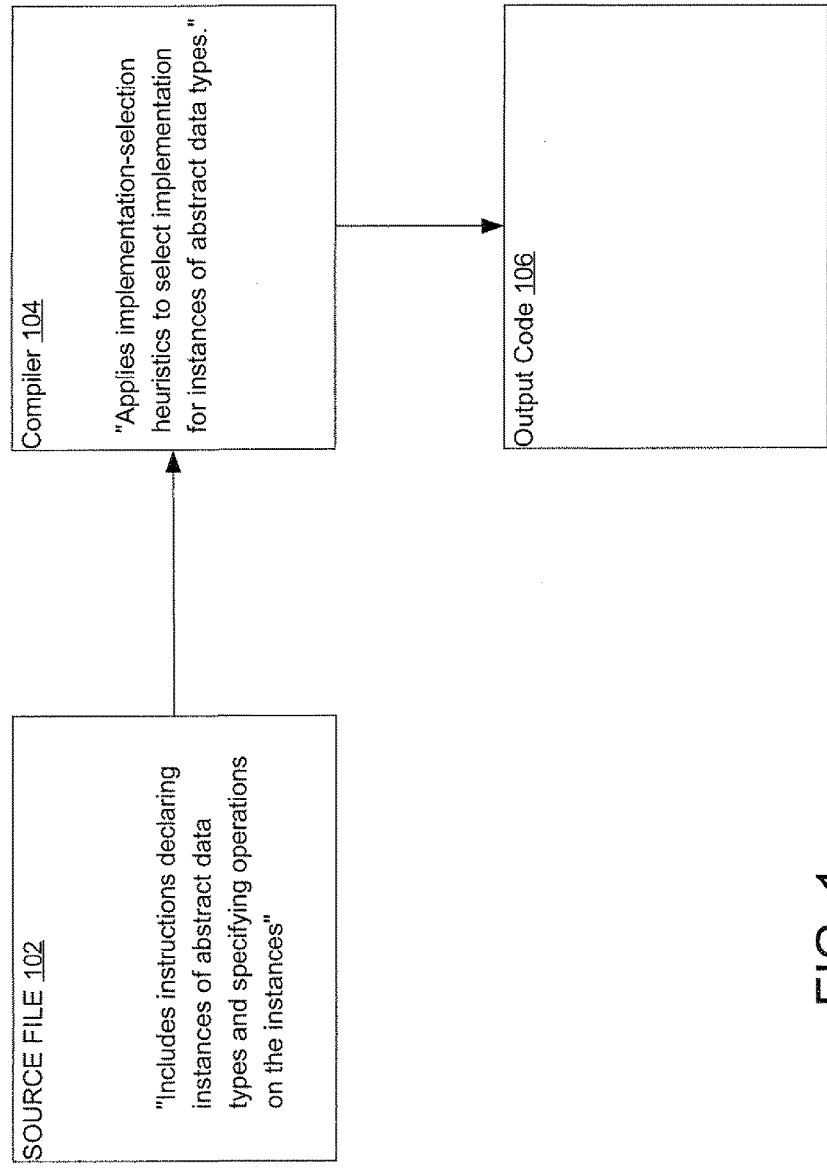 SOURCE FILE 102
"Includes instructions declaring
instances of abstract data
types and specifying operations
on the instances"
Compiler 104
"Applies implementation-selection
heuristics to select implementation
for instances of abstract data types."
Output Code 106
FIG. 1